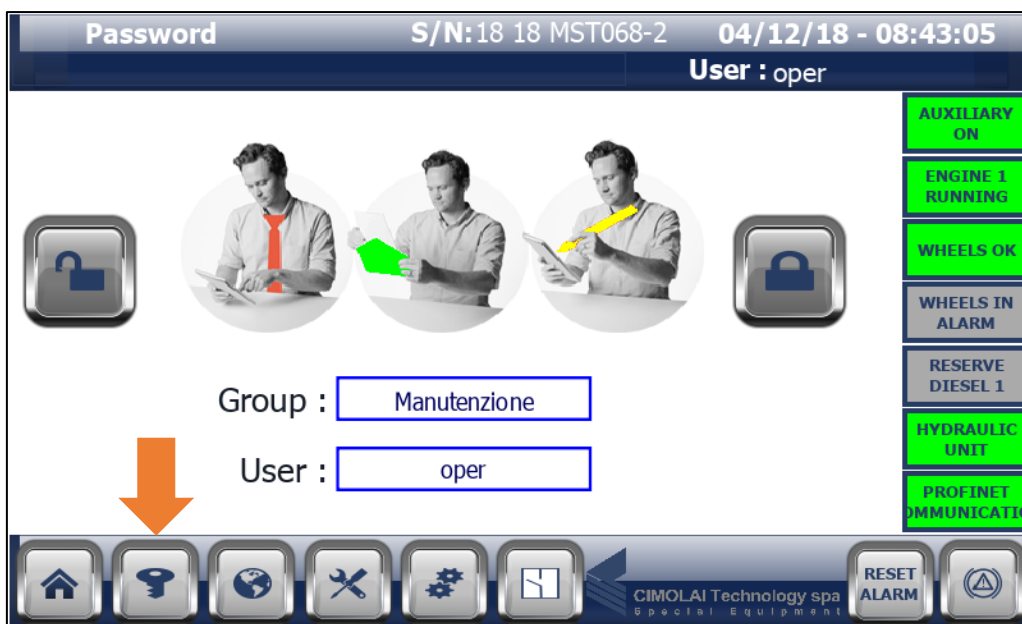 Password S/N: 18 18 MST068-2 04/12/18 - 08:43:05
User : oper
AUXILIARY
ON
ENGINE 1
RUNNING
WHEELS OK
WHEELS IN
ALARM
RESERVE
DIESEL 1
HYDRAULIC
UNIT
PROFINET
OMMUNICATI
Group : Manutenzione
User : oper
CIMOLAI Technology spa
Special Equipment
RESET
ALARM